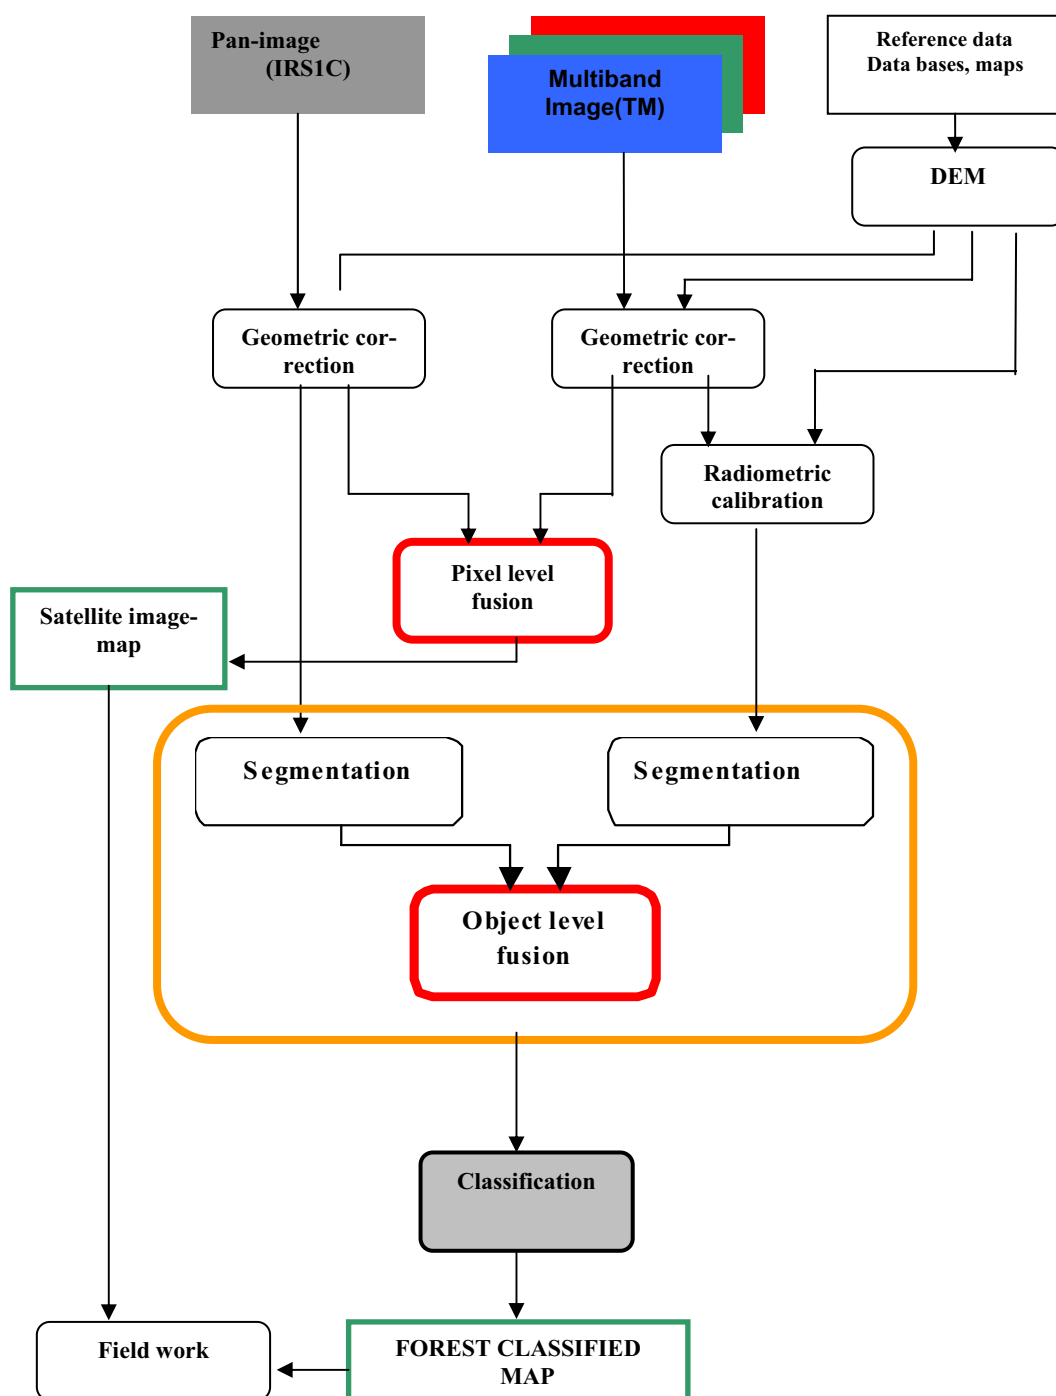 Pan-image
(IRS1C)
Multiband
Image(TM)
Reference data
Data bases, maps
DEM
Geometric cor-
rection
Geometric cor-
rection
Radiometric
calibration
Pixel level
fusion
Satellite image-
map
Segmentation
Segmentation
Object level
fusion
Classification
Field work
FOREST CLASSIFIED
MAP